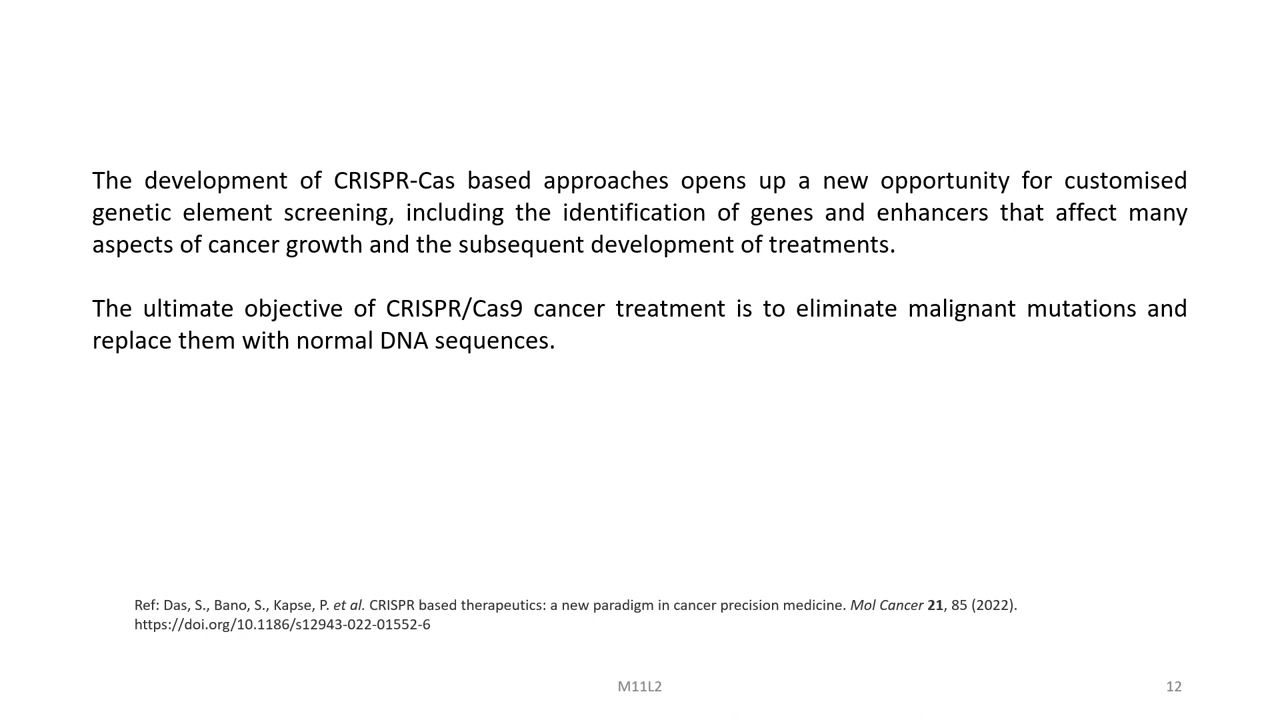 The development of CRISPR-Cas based approaches opens up a new opportunity for customised
genetic element screening, including the identification of genes and enhancers that affect many
aspects of cancer growth and the subsequent development of treatments.
The ultimate objective of CRISPR/Cas9 cancer treatment is to eliminate malignant mutations and
replace them with normal DNA sequences.
Ref: Das, S., Bano, S., Kapse, P. et al. CRISPR based therapeutics: a new paradigm in cancer precision medicine. Mol Cancer 21, 85 (2022).
https://doi.org/10.1186/s12943-022-01552-6
M11L2
12